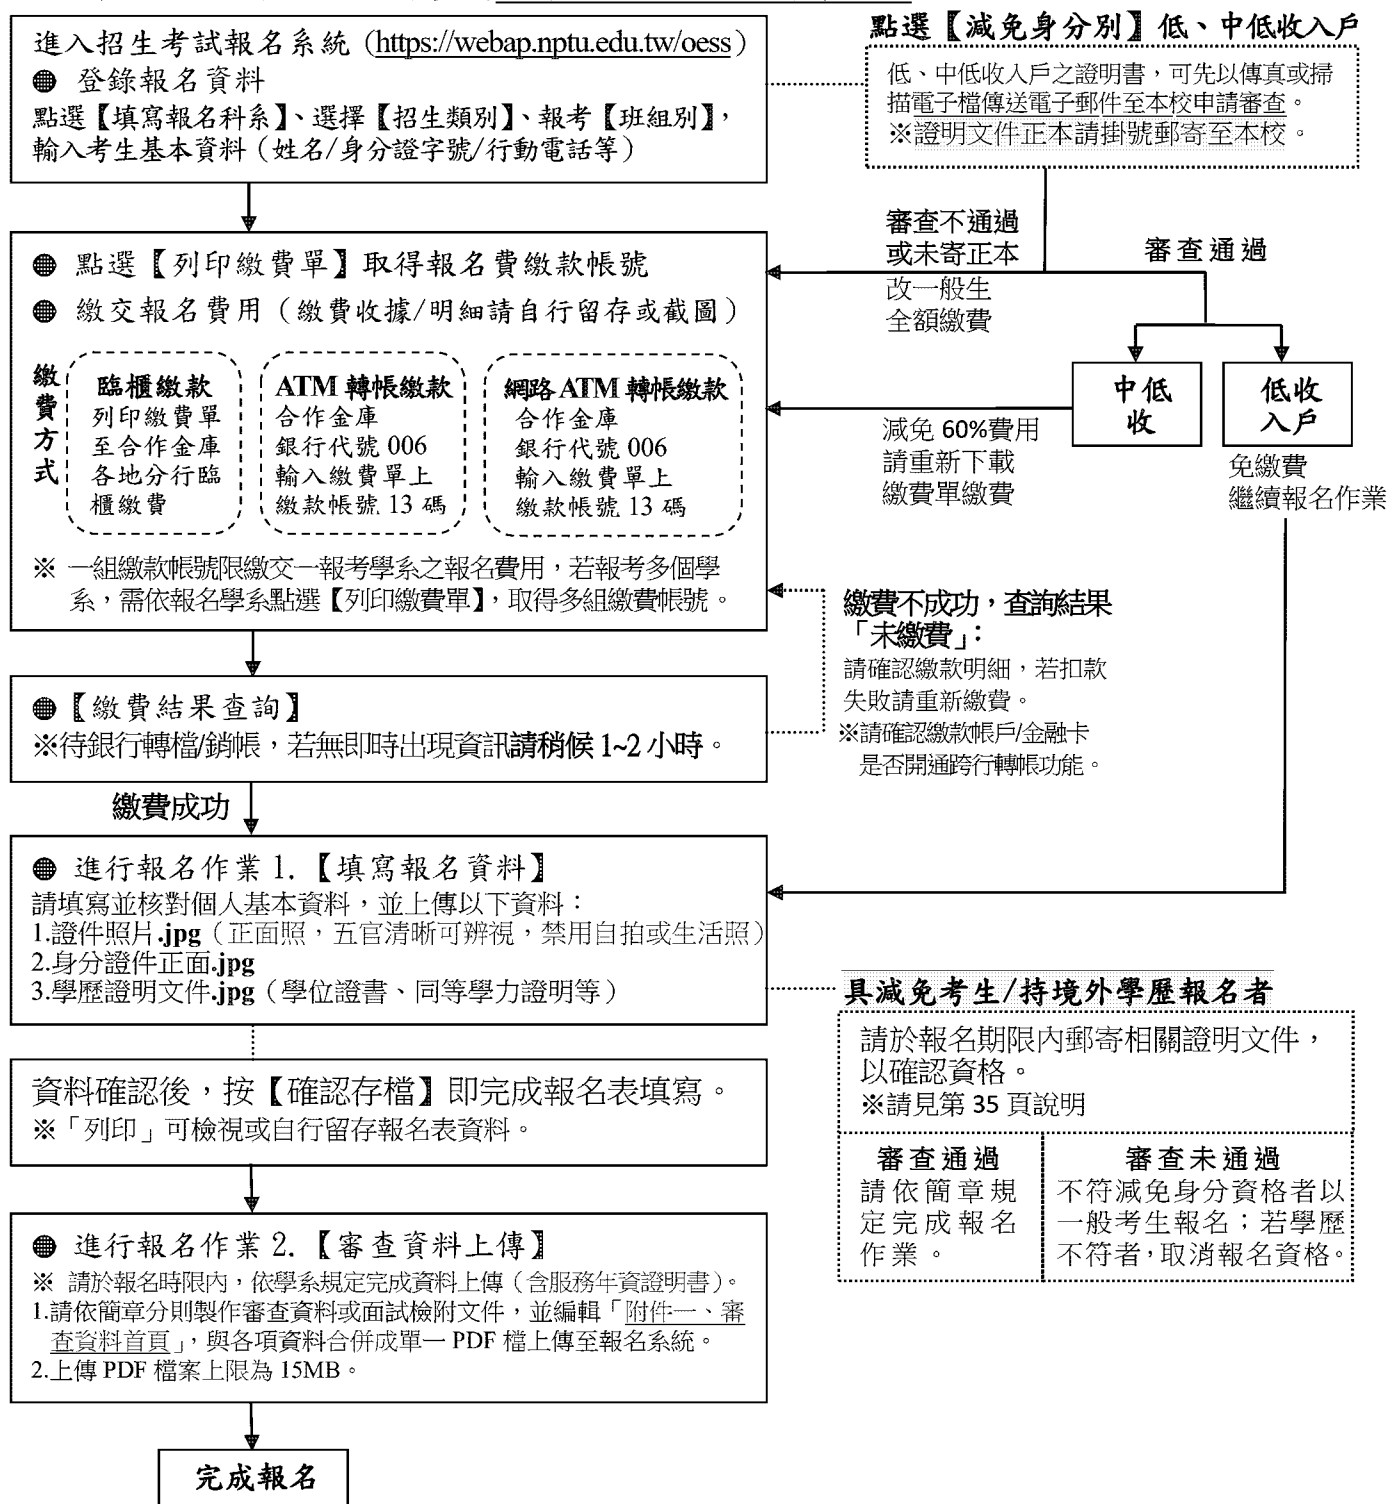 進入招生考試報名系統 (https://webap.nptu.edu.tw/oess)
● 登錄報名資料
點選【填寫報名科系】、選擇【招生類別】、報考【班組別】,
輸入考生基本資料(姓名/身分證字號/行動電話等)
點選【減免身分別】低、中低收入戶
低、中低收入戶之證明書,可先以傳真或掃
描電子檔傳送電子郵件至本校申請審查。
※證明文件正本請掛號郵寄至本校。
審查不通過
或未寄正本
改一般生
全額繳費
審查通過
● 點選【列印繳費單】取得報名費繳款帳號
● 繳交報名費用(繳費收據/明細請自行留存或截圖)
繳費方式
臨櫃繳款
列印繳費單
至合作金庫
各地分行臨
櫃繳費
ATM 轉帳繳款
合作金庫
銀行代號 006
輸入繳費單上
繳款帳號 13 碼
網路 ATM 轉帳繳款
合作金庫
銀行代號 006
輸入繳費單上
繳款帳號 13 碼
中低
收
低收
入戶
減免 60%費用
請重新下載
繳費單繳費
免繳費
繼續報名作業
※ 一組繳款帳號限繳交一報考學系之報名費用,若報考多個學
系,需依報名學系點選【列印繳費單】,取得多組繳費帳號。
繳費不成功,查詢結果
「未繳費」:
請確認繳款明細,若扣款
失敗請重新繳費。
※請確認繳款帳戶/金融卡
是否開通跨行轉帳功能。
●【繳費結果查詢】
※待銀行轉檔/銷帳,若無即時出現資訊請稍候 1~2 小時。
繳費成功
● 進行報名作業 1.【填寫報名資料】
請填寫並核對個人基本資料,並上傳以下資料:
1.證件照片.jpg(正面照,五官清晰可辨視,禁用自拍或生活照)
2.身分證件正面.jpg
3.學歷證明文件.jpg(學位證書、同等學力證明等)
具減免考生/持境外學歷報名者
請於報名期限內郵寄相關證明文件,
以確認資格。
※請見第 35 頁說明
審查通過
請依簡章規
定完成報名
作業。
審查未通過
不符減免身分資格者以
一般考生報名;若學歷
不符者,取消報名資格。
資料確認後,按【確認存檔】即完成報名表填寫。
※「列印」可檢視或自行留存報名表資料。
● 進行報名作業 2.【審查資料上傳】
※ 請於報名時限內,依學系規定完成資料上傳(含服務年資證明書)。
1.請依簡章分則製作審查資料或面試檢附文件,並編輯「附件一、審
查資料首頁」,與各項資料合併成單一 PDF 檔上傳至報名系統。
2.上傳 PDF 檔案上限為 15MB。
完成報名